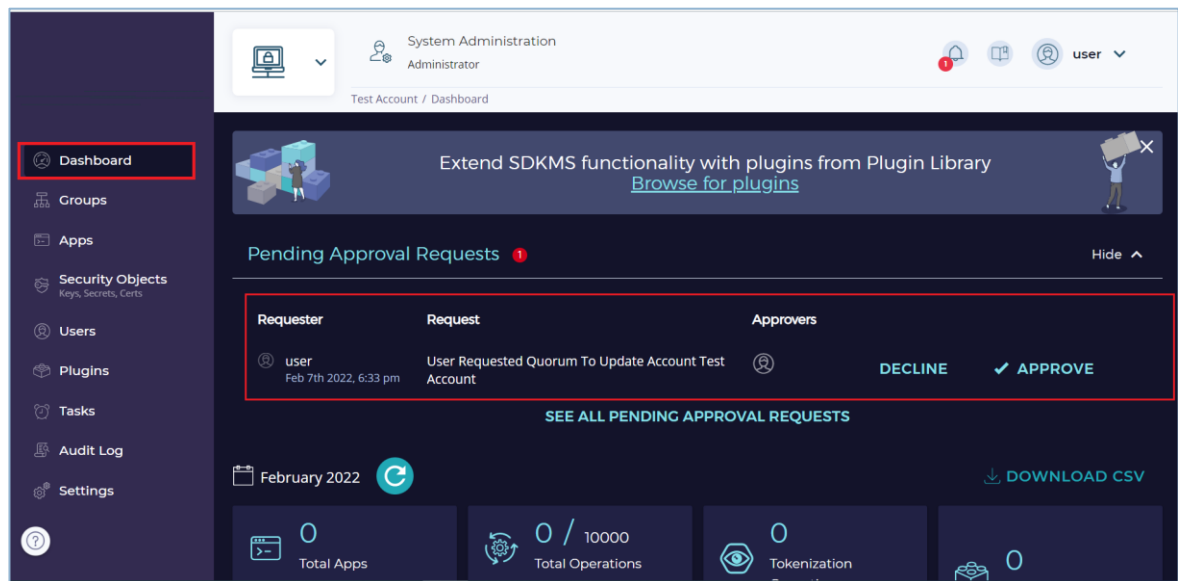 System Administration
Administrator
1
user
Test Account / Dashboard
Dashboard
Groups
Apps
Security Objects
Keys, Secrets, Certs
Users
Plugins
Tasks
Audit Log
Settings
?
Extend SDKMS functionality with plugins from Plugin Library
Browse for plugins
Pending Approval Requests 1
Hide
Requester Request Approvers
user
Feb 7th 2022, 6:33 pm
User Requested Quorum To Update Account Test
Account
DECLINE APPROVE
SEE ALL PENDING APPROVAL REQUESTS
February 2022
DOWNLOAD CSV
0
Total Apps
0 / 10000
Total Operations
0
Tokenization
0